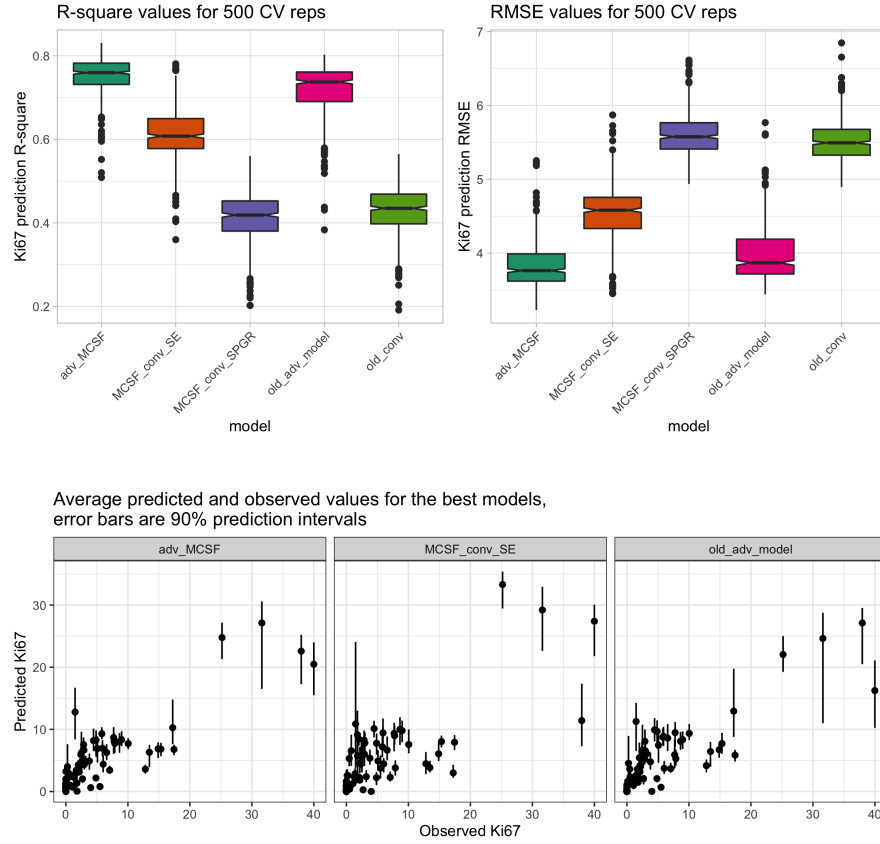 R-square values for 500 CV reps
Ki67 prediction R-square
0.8
0.6
0.4
0.2
adv_MCSF
MCSF_conv_SE
MCSF_conv_SPGR
old_adv_model
old_conv
model
RMSE values for 500 CV reps
Ki67 prediction RMSE
7
6
5
4
adv_MCSF
MCSF_conv_SE
MCSF_conv_SPGR
old_adv_model
old_conv
model
Average predicted and observed values for the best models,
error bars are 90% prediction intervals
adv_MCSF
MCSF_conv_SE
old_adv_model
Predicted Ki67
30
20
10
0
0 10 20 30 40
0 10 20 30 40
0 10 20 30 40
Observed Ki67